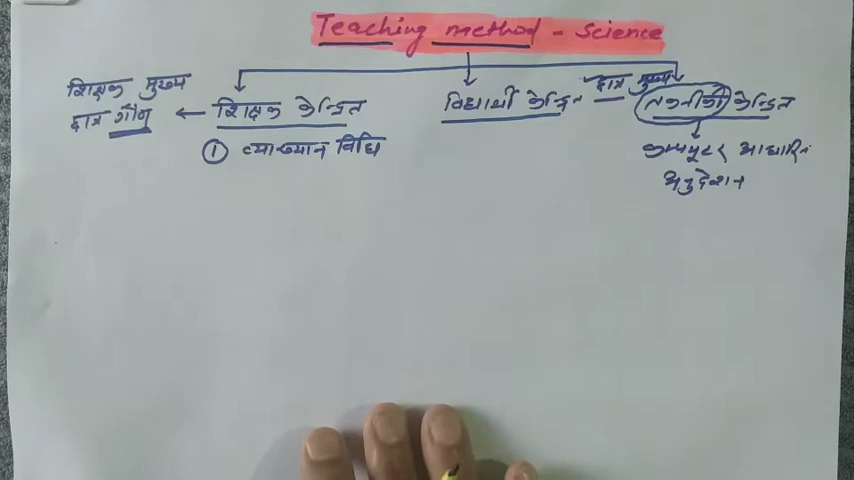 Teaching method - Science
शिक्षक मुख्य
छात्र गौण
शिक्षक केन्द्रित
① व्याख्यान विधि
विद्यार्थी केन्द्रित
छात्र मुख्य
तकनीकी केन्द्रित
कम्प्यूटर आधारित
अनुदेशन